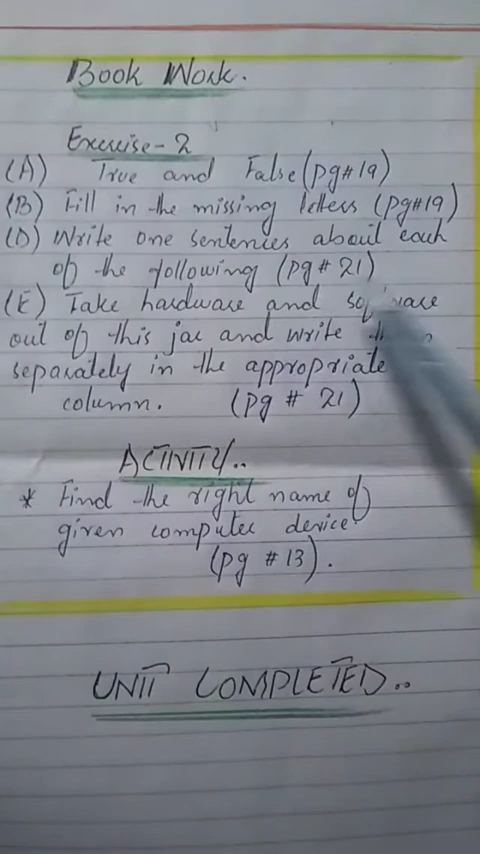 Book Work.
Exercise-2
(A) True and False (pg#19)
(B) Fill in the missing letters (pg#19)
(D) Write one sentences about each
of the following (pg # 21)
(E) Take hardware and
out of this jar and write
separately in the appropriate
column. (pg # 21)
ACTIVITY..
* Find the right name of
given computer device
(pg # 13).
UNIT COMPLETED..